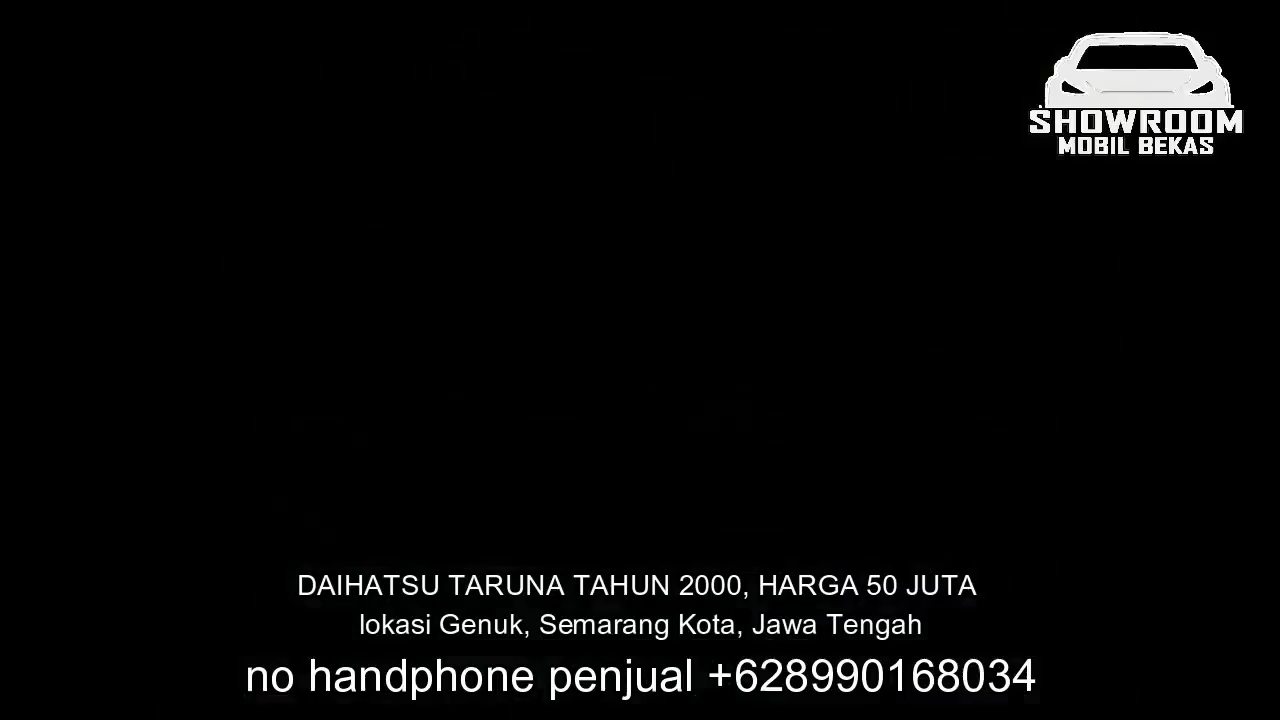 SHOWROOM
MOBIL BEKAS
DAIHATSU TARUNA TAHUN 2000, HARGA 50 JUTA
lokasi Genuk, Semarang Kota, Jawa Tengah
no handphone penjual +628990168034